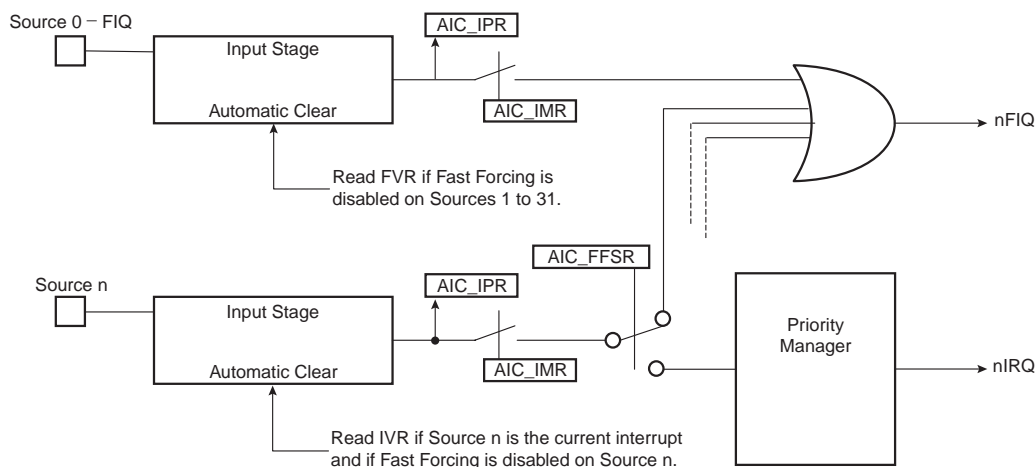 Source 0 – FIQ
AIC_IPR
Input Stage
Automatic Clear
AIC_IMR
nFIQ
Read FVR if Fast Forcing is
disabled on Sources 1 to 31.
AIC_FFSR
Source n
AIC_IPR
Input Stage
Automatic Clear
AIC_IMR
Priority
Manager
nIRQ
Read IVR if Source n is the current interrupt
and if Fast Forcing is disabled on Source n.